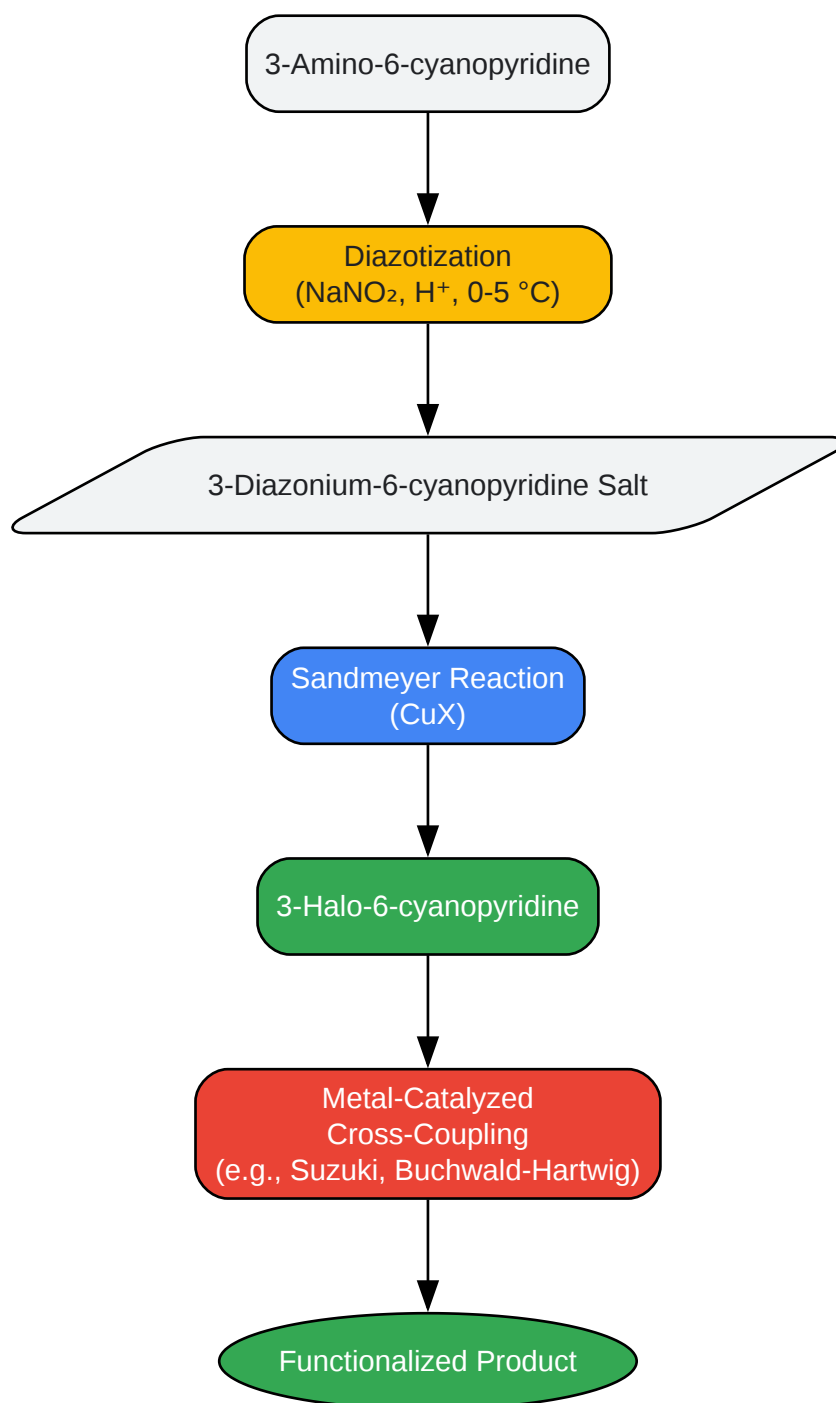 3-Amino-6-cyanopyridine
Diazotization
(NaNO₂, H⁺, 0-5 °C)
3-Diazonium-6-cyanopyridine Salt
Sandmeyer Reaction
(CuX)
3-Halo-6-cyanopyridine
Metal-Catalyzed
Cross-Coupling
(e.g., Suzuki, Buchwald-Hartwig)
Functionalized Product